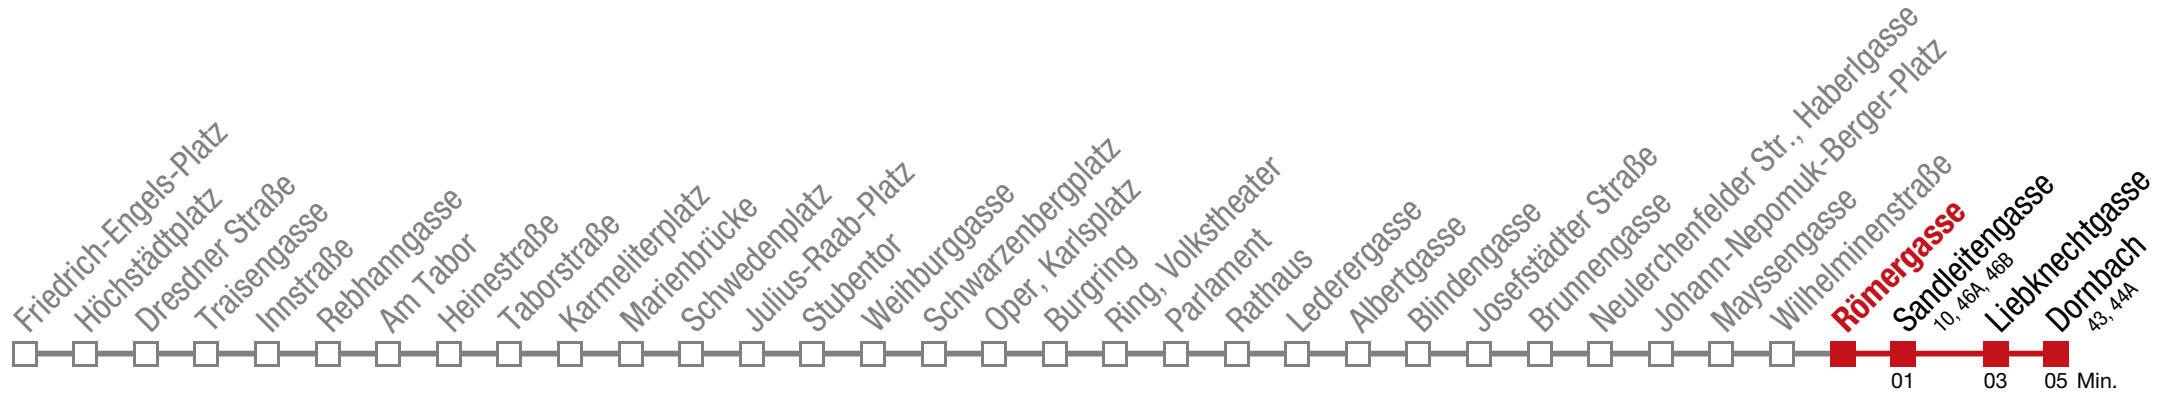 Friedrich-Engels-Platz
Höchstädtplatz
Dresdner Straße
Traisengasse
Innstraße
Rebhanngasse
Am Tabor
Heinestraße
Taborstraße
Karmeliterplatz
Marienbrücke
Schwedenplatz
Julius-Raab-Platz
Stubentor
Weihburggasse
Schwarzenbergplatz
Oper, Karlsplatz
Burgring
Ring, Volkstheater
Parlament
Rathaus
Lederergasse
Albertgasse
Blindengasse
Josefstädter Straße
Brunnengasse
Neulerchenfelder Str., Haberlgasse
Johann-Nepomuk-Berger-Platz
Mayssengasse
Wilhelminenstraße
Römergasse
Sandleitengasse
10, 46A, 46B
Liebknechtgasse
Dornbach
43, 44A
01 03 05 Min.